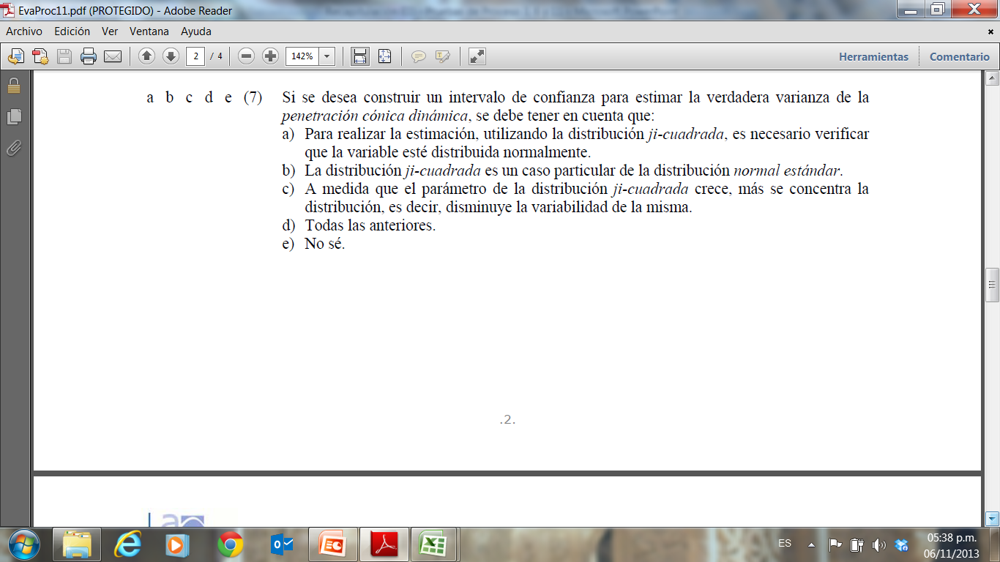 EvaProc11.pdf (PROTEGIDO) - Adobe Reader
Archivo Edición Ver Ventana Ayuda
2 / 4 142% Herramientas Comentario
a b c d e (7) Si se desea construir un intervalo de confianza para estimar la verdadera varianza de la
penetración cónica dinámica, se debe tener en cuenta que:
a) Para realizar la estimación, utilizando la distribución ji-cuadrada, es necesario verificar
que la variable esté distribuida normalmente.
b) La distribución ji-cuadrada es un caso particular de la distribución normal estándar.
c) A medida que el parámetro de la distribución ji-cuadrada crece, más se concentra la
distribución, es decir, disminuye la variabilidad de la misma.
d) Todas las anteriores.
e) No sé.
.2.
ES
05:38 p.m.
06/11/2013